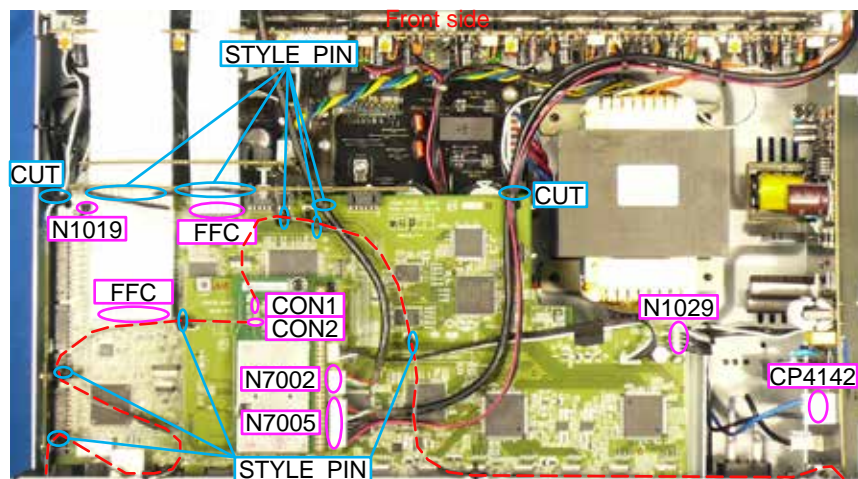 Front side
STYLE PIN
CUT
CUT
N1019
FFC
FFC
CON1
CON2
N1029
N7002
CP4142
N7005
STYLE PIN